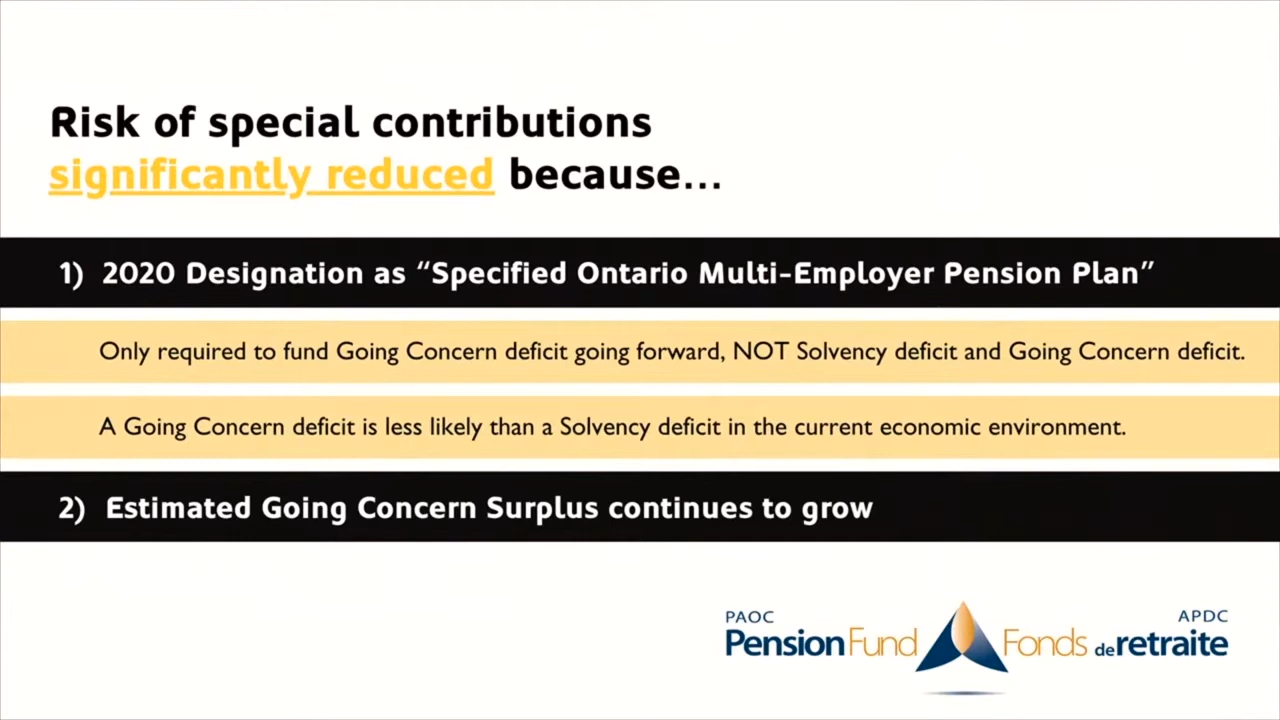 Risk of special contributions
significantly reduced because...
1) 2020 Designation as “Specified Ontario Multi-Employer Pension Plan”
Only required to fund Going Concern deficit going forward, NOT Solvency deficit and Going Concern deficit.
A Going Concern deficit is less likely than a Solvency deficit in the current economic environment.
2) Estimated Going Concern Surplus continues to grow
PAOC
Pension Fund
APDC
Fonds de retraite